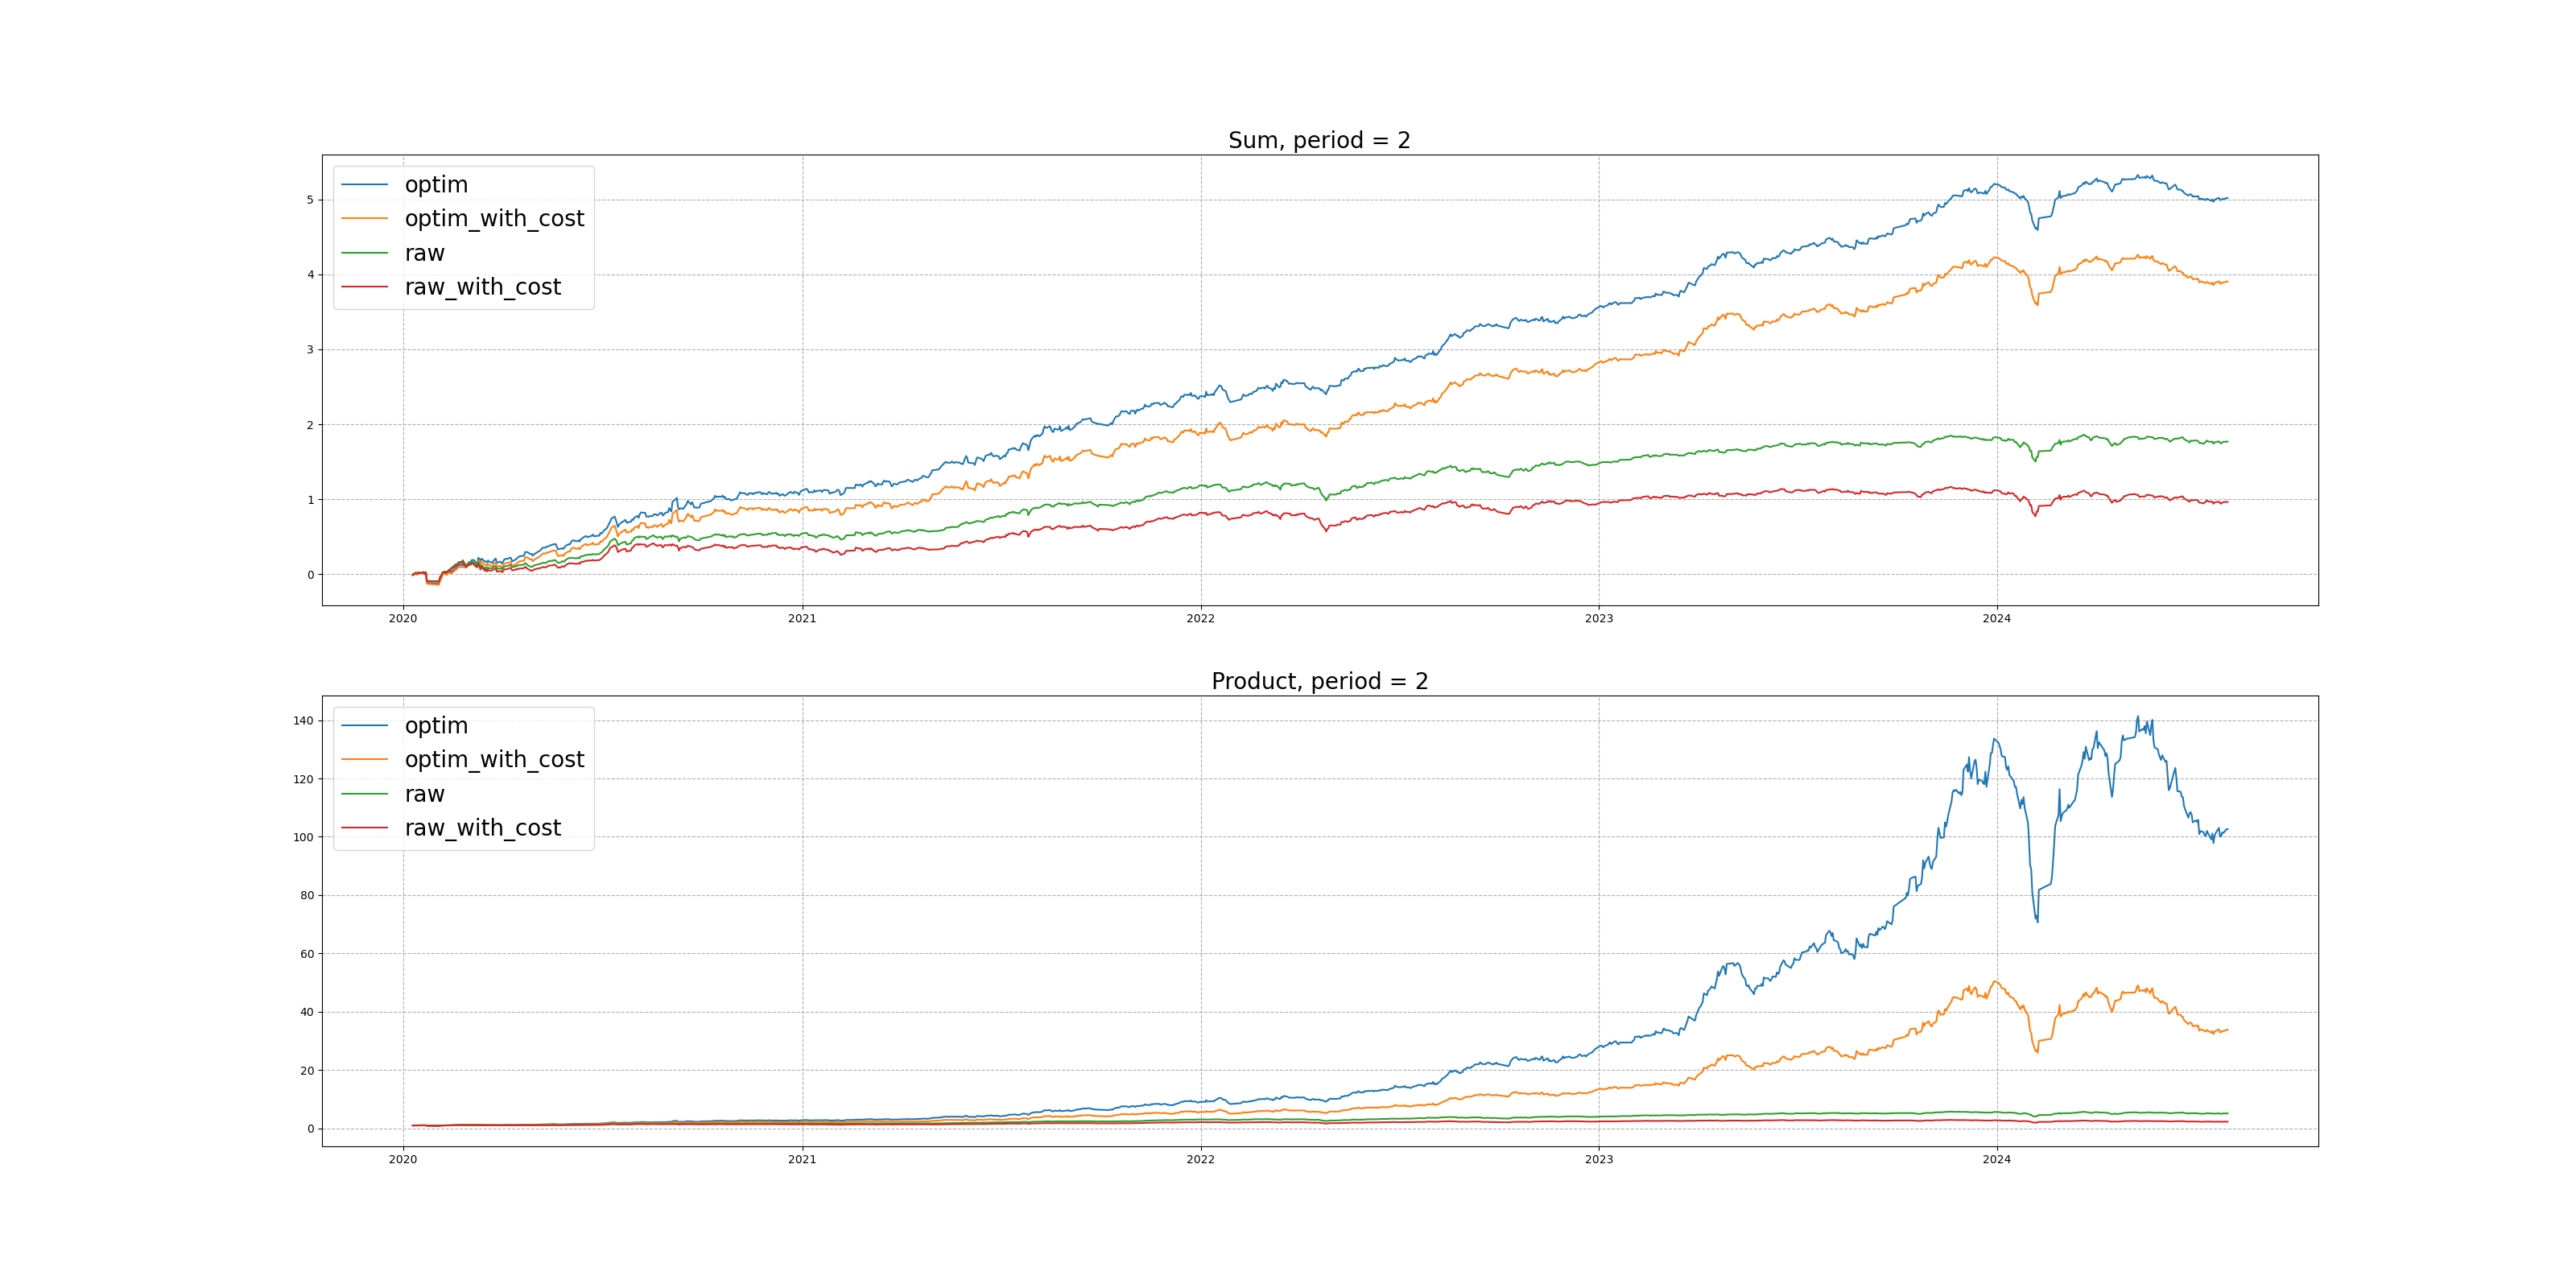 Sum, period = 2
optim
optim_with_cost
raw
raw_with_cost
5
4
3
2
1
0
2020 2021 2022 2023 2024
Product, period = 2
optim
optim_with_cost
raw
raw_with_cost
140
120
100
80
60
40
20
0
2020 2021 2022 2023 2024